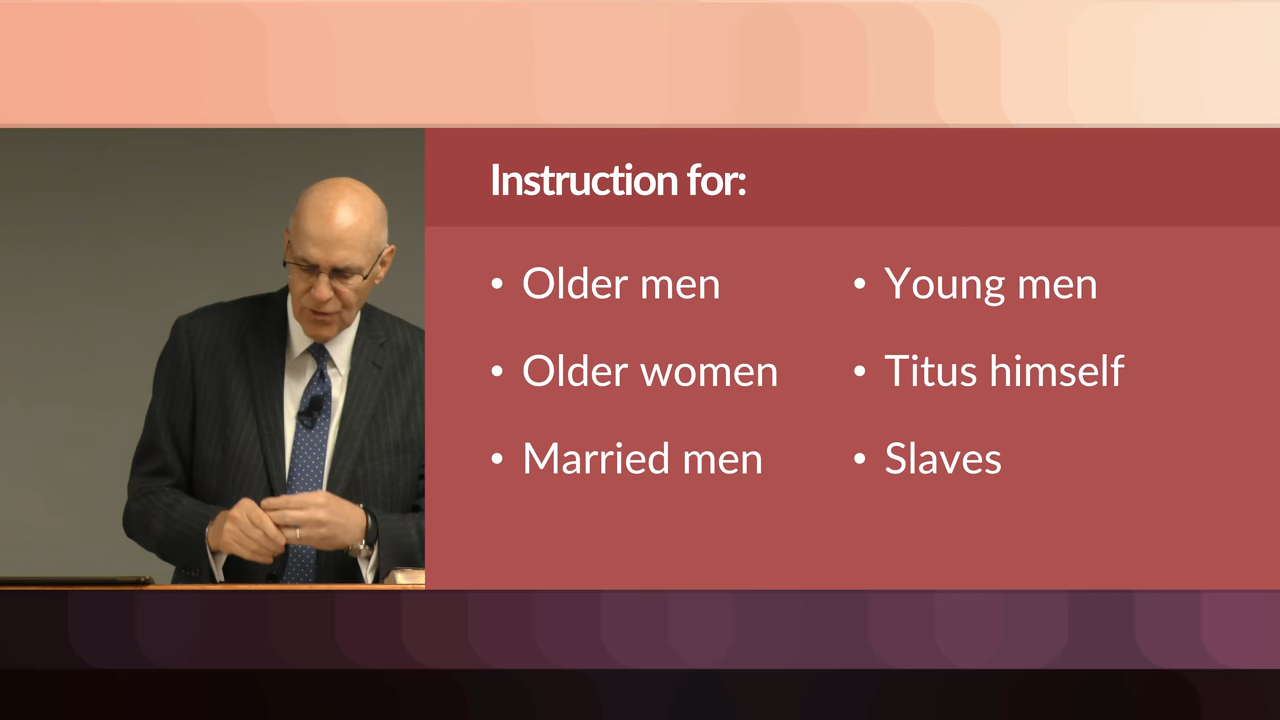 Instruction for:
• Older men
• Older women
• Married men
• Young men
• Titus himself
• Slaves